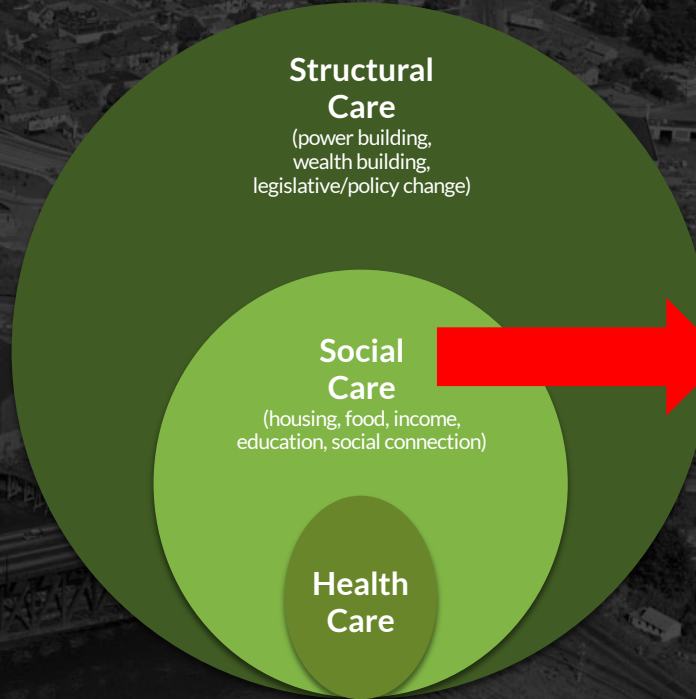 Structural
Care
(power building,
wealth building,
legislative/policy change)
Social
Care
(housing, food, income,
education, social connection)
Health
Care